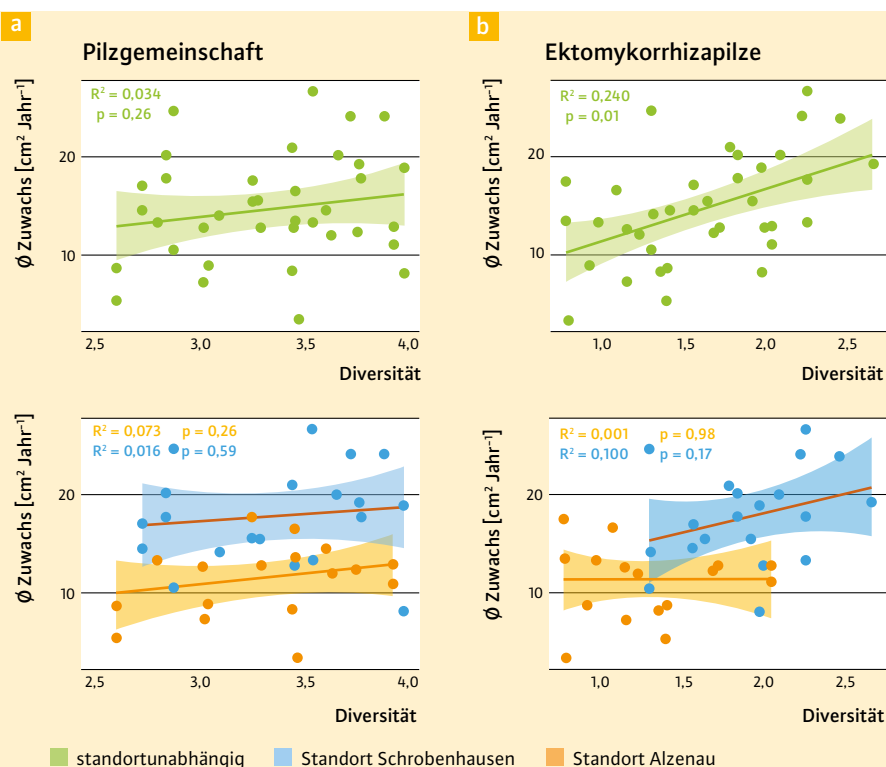 a
Pilzgemeinschaft
ϕ Zuwachs [cm² Jahr⁻¹]
R² = 0,034
p = 0,26
20
10
2,5 3,0 3,5 4,0
Diversität
b
Ektomykorrhizapilze
ϕ Zuwachs [cm² Jahr⁻¹]
R² = 0,240
p = 0,01
20
10
1,0 1,5 2,0 2,5
Diversität
ϕ Zuwachs [cm² Jahr⁻¹]
R² = 0,073 p = 0,26
R² = 0,016 p = 0,59
20
10
2,5 3,0 3,5 4,0
Diversität
ϕ Zuwachs [cm² Jahr⁻¹]
R² = 0,001 p = 0,98
R² = 0,100 p = 0,17
20
10
1,0 1,5 2,0 2,5
Diversität
standortunabhängig Standort Schrobenhausen Standort Alzenau